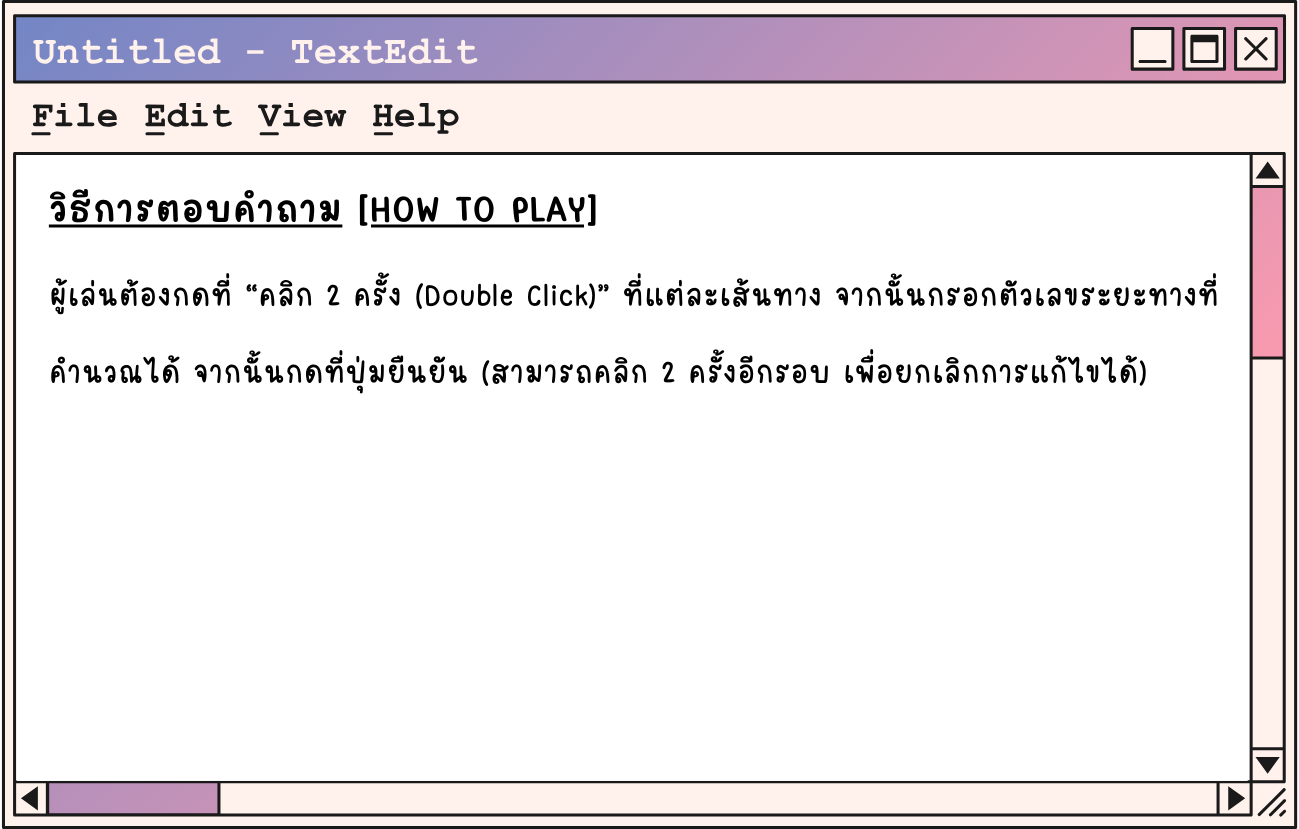 Untitled - TextEdit
File Edit View Help
วิธีการตอบคำถาม [HOW TO PLAY]
ผู้เล่นต้องกดที่ “คลิก 2 ครั้ง (Double Click)” ที่แต่ละเส้นทาง จากนั้นกรอกตัวเลขระยะทางที่
คำนวณได้ จากนั้นกดที่ปุ่มยืนยัน (สามารถคลิก 2 ครั้งอีกรอบ เพื่อยกเลิกการแก้ไขได้)